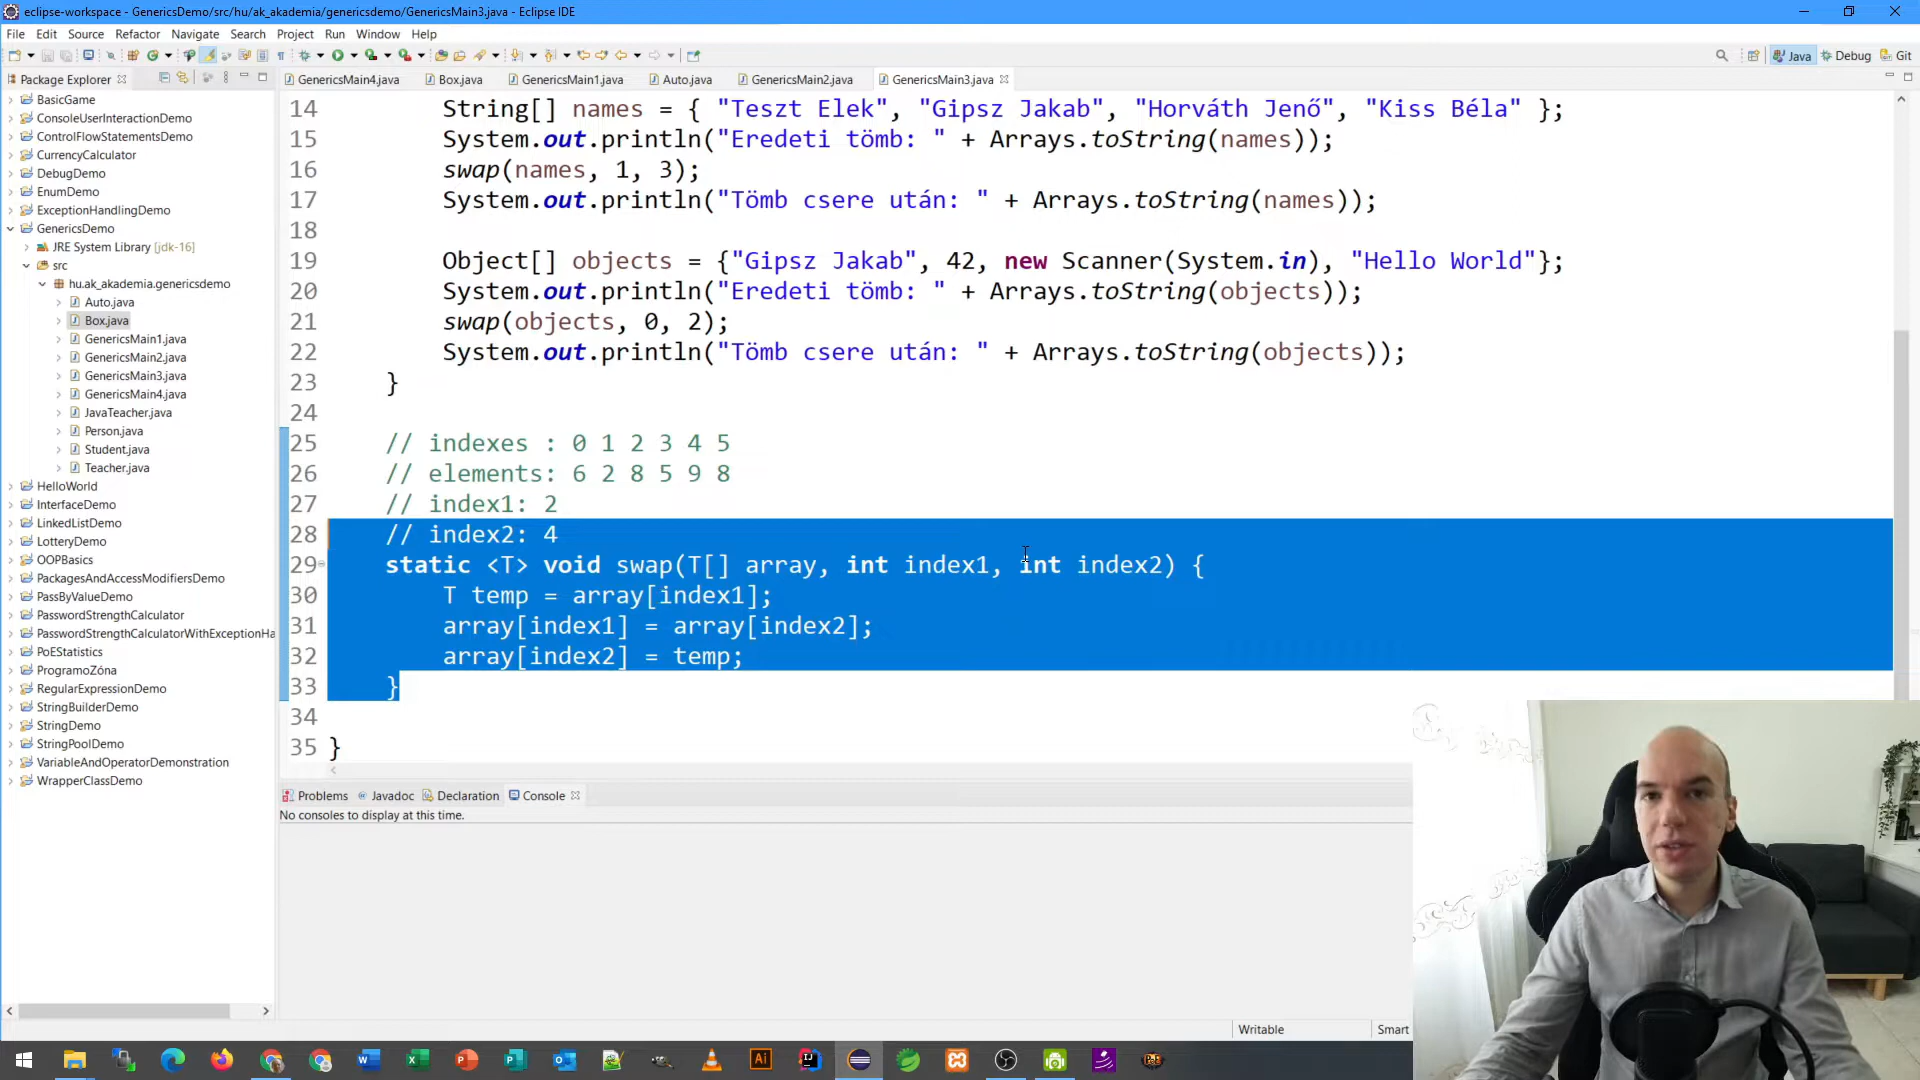 eclipse-workspace - GenericsDemo/src/hu/ak_akademia/genericsdemo/GenericsMain3.java - Eclipse IDE
File Edit Source Refactor Navigate Search Project Run Window Help
Java Debug Git
Package Explorer
GenericsMain4.java Box.java GenericsMain1.java Auto.java GenericsMain2.java GenericsMain3.java
BasicGame
ConsoleUserInteractionDemo
ControlFlowStatementsDemo
CurrencyCalculator
DebugDemo
EnumDemo
ExceptionHandlingDemo
GenericsDemo
JRE System Library [jdk-16]
src
hu.ak_akademia.genericsdemo
Auto.java
Box.java
GenericsMain1.java
GenericsMain2.java
GenericsMain3.java
GenericsMain4.java
JavaTeacher.java
Person.java
Student.java
Teacher.java
HelloWorld
InterfaceDemo
LinkedListDemo
LotteryDemo
OOPBasics
PackagesAndAccessModifiersDemo
PassByValueDemo
PasswordStrengthCalculator
PasswordStrengthCalculatorWithExceptionHa
PoEStatistics
ProgramoZóna
RegularExpressionDemo
StringBuilderDemo
StringDemo
StringPoolDemo
VariableAndOperatorDemonstration
WrapperClassDemo
14 String[] names = { "Teszt Elek", "Gipsz Jakab", "Horváth Jenő", "Kiss Béla" };
15 System.out.println("Eredeti tömb: " + Arrays.toString(names));
16 swap(names, 1, 3);
17 System.out.println("Tömb csere után: " + Arrays.toString(names));
18
19 Object[] objects = {"Gipsz Jakab", 42, new Scanner(System.in), "Hello World"};
20 System.out.println("Eredeti tömb: " + Arrays.toString(objects));
21 swap(objects, 0, 2);
22 System.out.println("Tömb csere után: " + Arrays.toString(objects));
23 }
24
25 // indexes : 0 1 2 3 4 5
26 // elements: 6 2 8 5 9 8
27 // index1: 2
28 // index2: 4
29 static <T> void swap(T[] array, int index1, int index2) {
30 T temp = array[index1];
31 array[index1] = array[index2];
32 array[index2] = temp;
33 }
34
35 }
Problems Javadoc Declaration Console
No consoles to display at this time.
Writable Smart